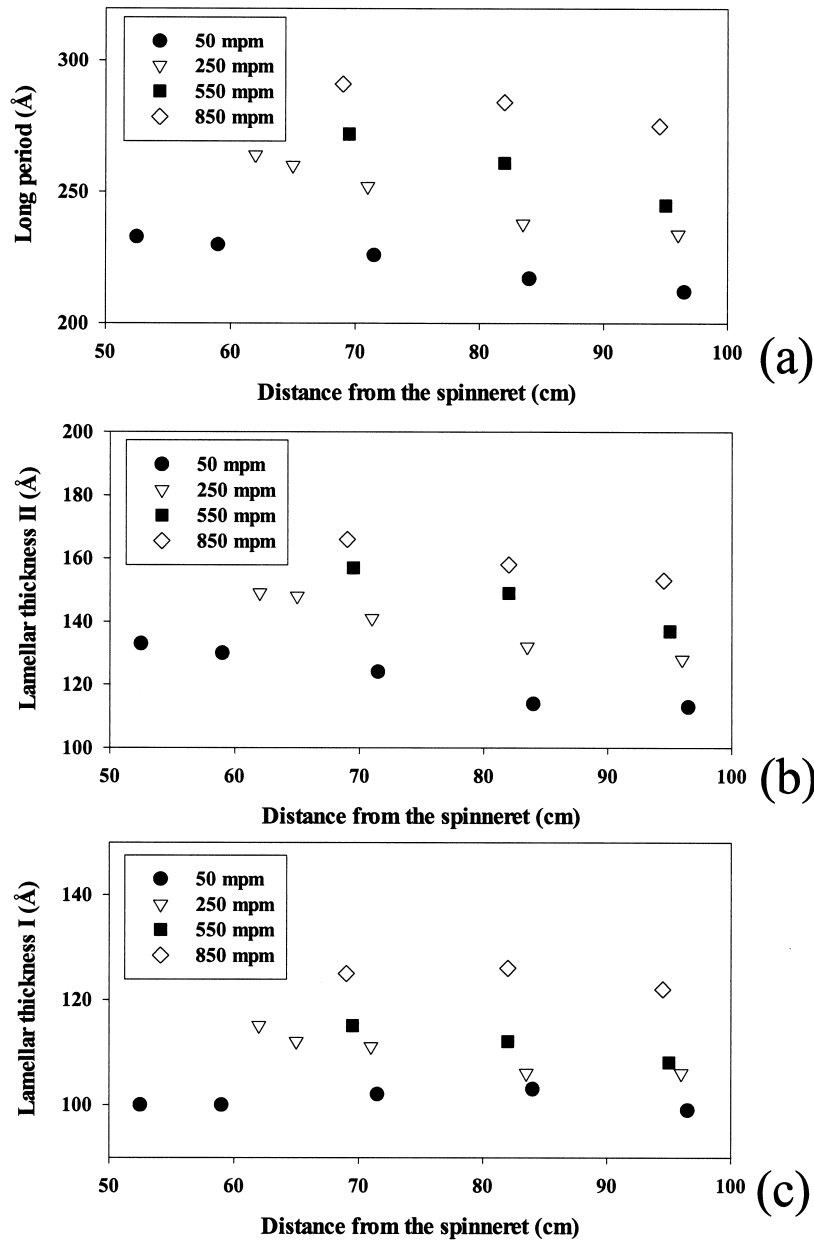 50 mpm
250 mpm
550 mpm
850 mpm
300
250
200
Long period (Å)
50 60 70 80 90 100
Distance from the spinneret (cm)
(a)
200
180
160
140
120
100
Lamellar thickness II (Å)
50 mpm
250 mpm
550 mpm
850 mpm
50 60 70 80 90 100
Distance from the spinneret (cm)
(b)
140
120
100
Lamellar thickness I (Å)
50 mpm
250 mpm
550 mpm
850 mpm
50 60 70 80 90 100
Distance from the spinneret (cm)
(c)